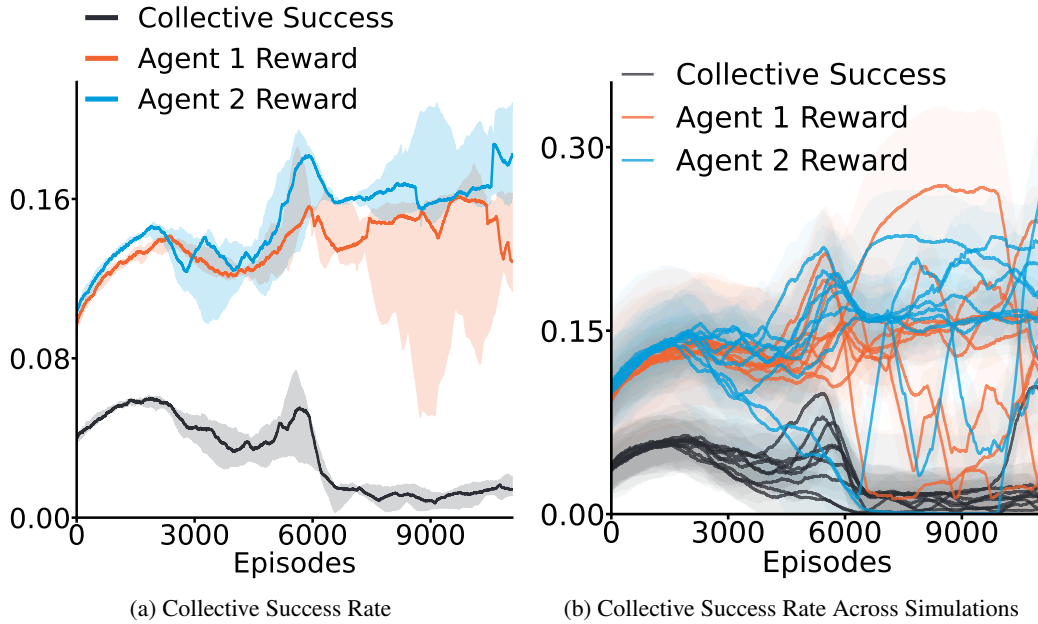 Collective Success
Agent 1 Reward
Agent 2 Reward
0.16
0.08
0.00
0 3000 6000 9000
Episodes
(a) Collective Success Rate
Collective Success
Agent 1 Reward
Agent 2 Reward
0.30
0.15
0.00
0 3000 6000 9000
Episodes
(b) Collective Success Rate Across Simulations